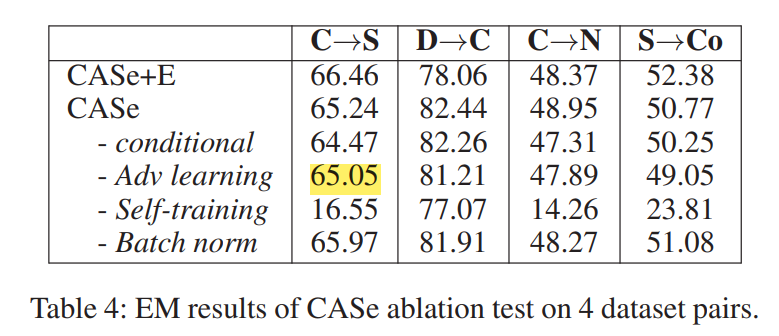 C→S D→C C→N S→Co
CASe+E 66.46 78.06 48.37 52.38
CASe 65.24 82.44 48.95 50.77
- conditional 64.47 82.26 47.31 50.25
- Adv learning 65.05 81.21 47.89 49.05
- Self-training 16.55 77.07 14.26 23.81
- Batch norm 65.97 81.91 48.27 51.08
Table 4: EM results of CASe ablation test on 4 dataset pairs.